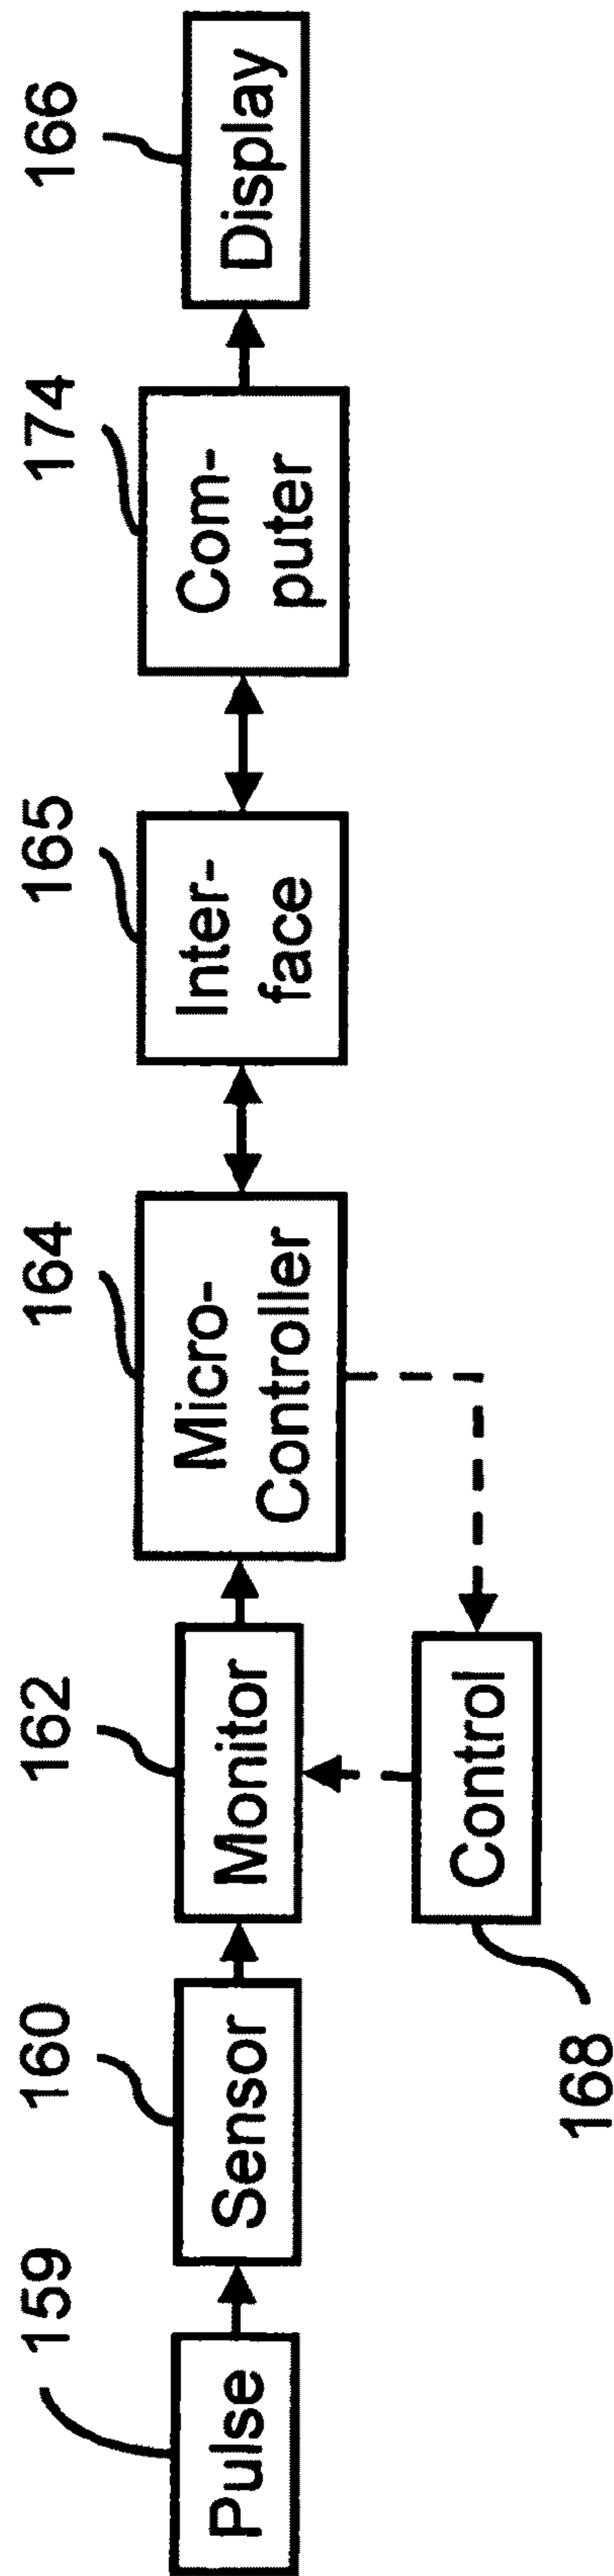 159
160
162
164
165
174
166
Pulse
Sensor
Monitor
Micro-
Controller
Inter-
face
Com-
puter
Display
Control
168